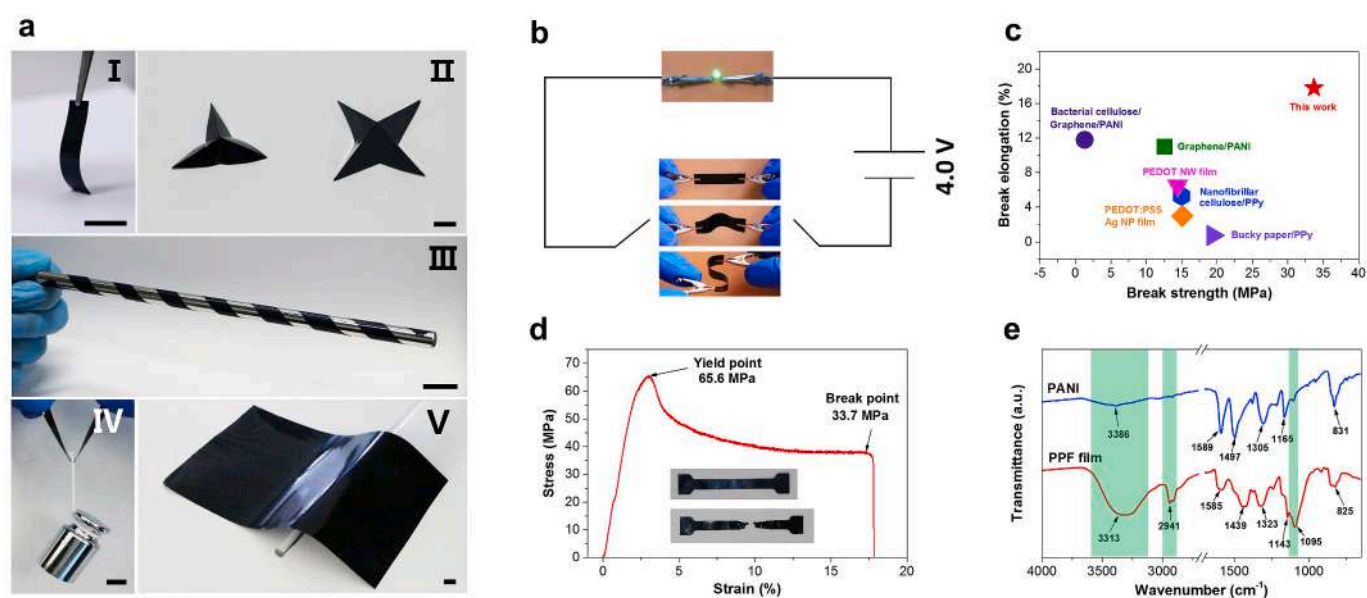 a
I
II
III
IV
V
b
4.0 V
c
Break elongation (%)
20
16
12
8
4
0
-5 0 5 10 15 20 25 30 35 40
Break strength (MPa)
This work
Bacterial cellulose/
Graphene/PANI
Graphene/PANI
PEDOT NW film
Nanofibrillar
cellulose/PPy
PEDOT:PSS
Ag NP film
Bucky paper/PPy
d
Stress (MPa)
70
60
50
40
30
20
10
0
0 5 10 15 20
Strain (%)
Yield point
65.6 MPa
Break point
33.7 MPa
e
Transmittance (a.u.)
PANI
3386
1589
1497
1305
1165
831
PPF film
3313
2941
1585
1439
1323
1143
1095
825
4000 3500 3000 1500 1000
Wavenumber (cm⁻¹)